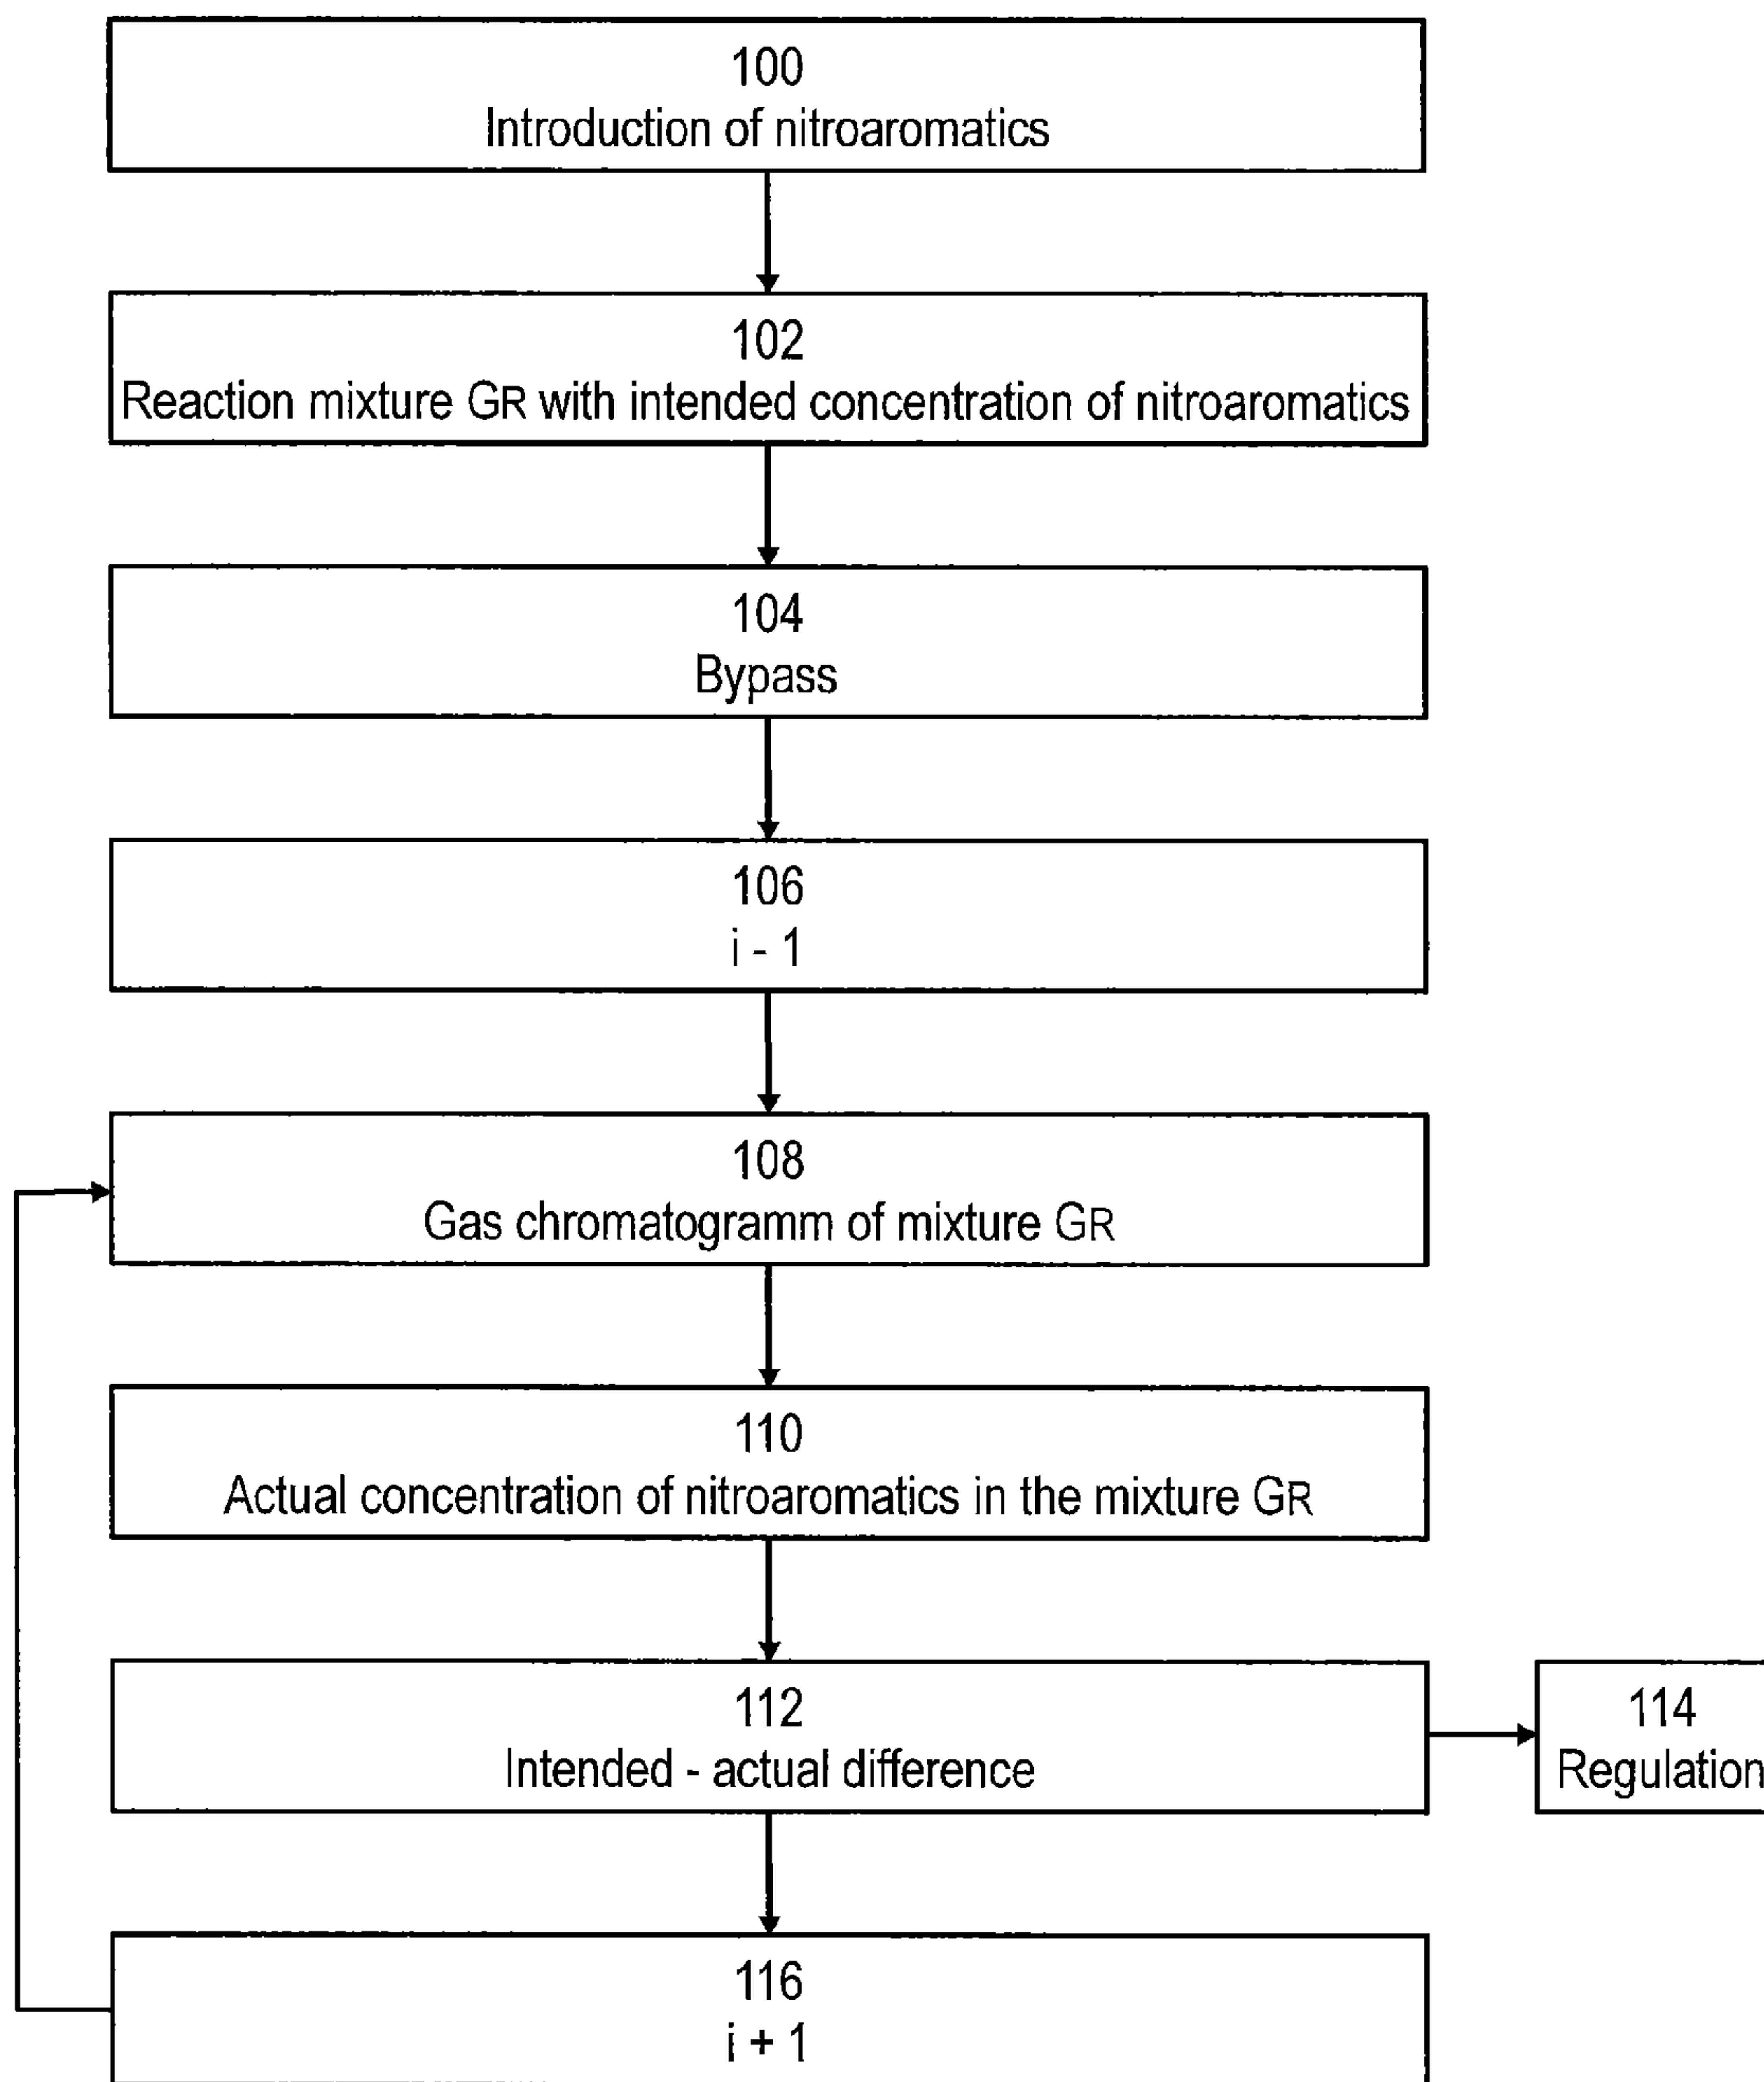 100
Introduction of nitroaromatics
102
Reaction mixture GR with intended concentration of nitroaromatics
104
Bypass
106
i - 1
108
Gas chromatogramm of mixture GR
110
Actual concentration of nitroaromatics in the mixture GR
112
Intended - actual difference
114
Regulation
116
i + 1